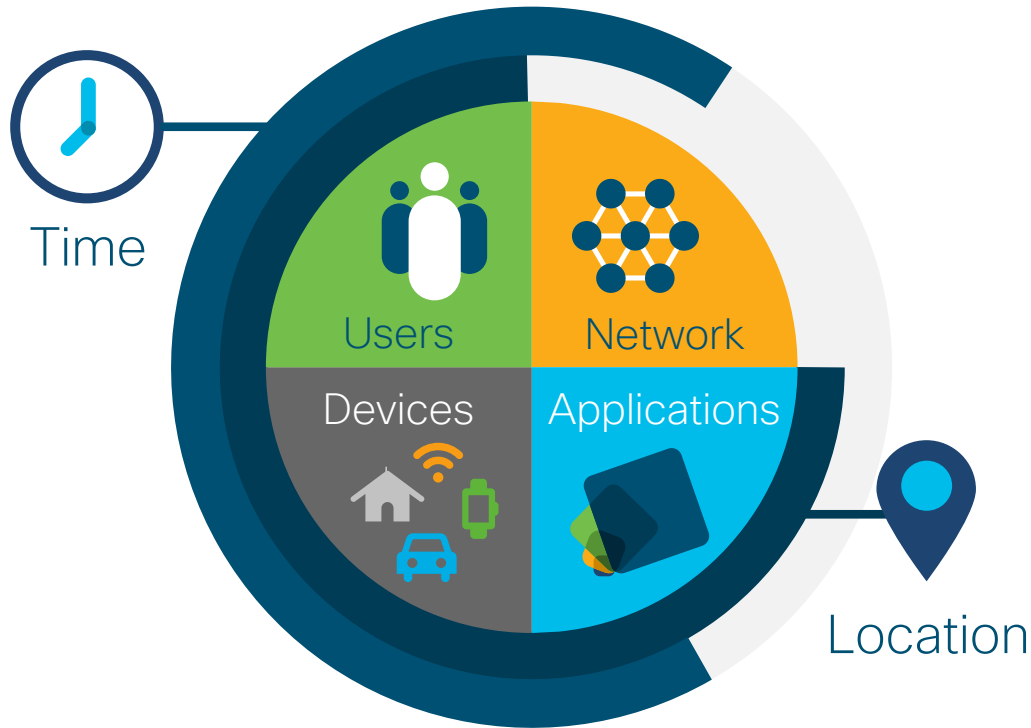 Time
Users
Network
Devices
Applications
Location